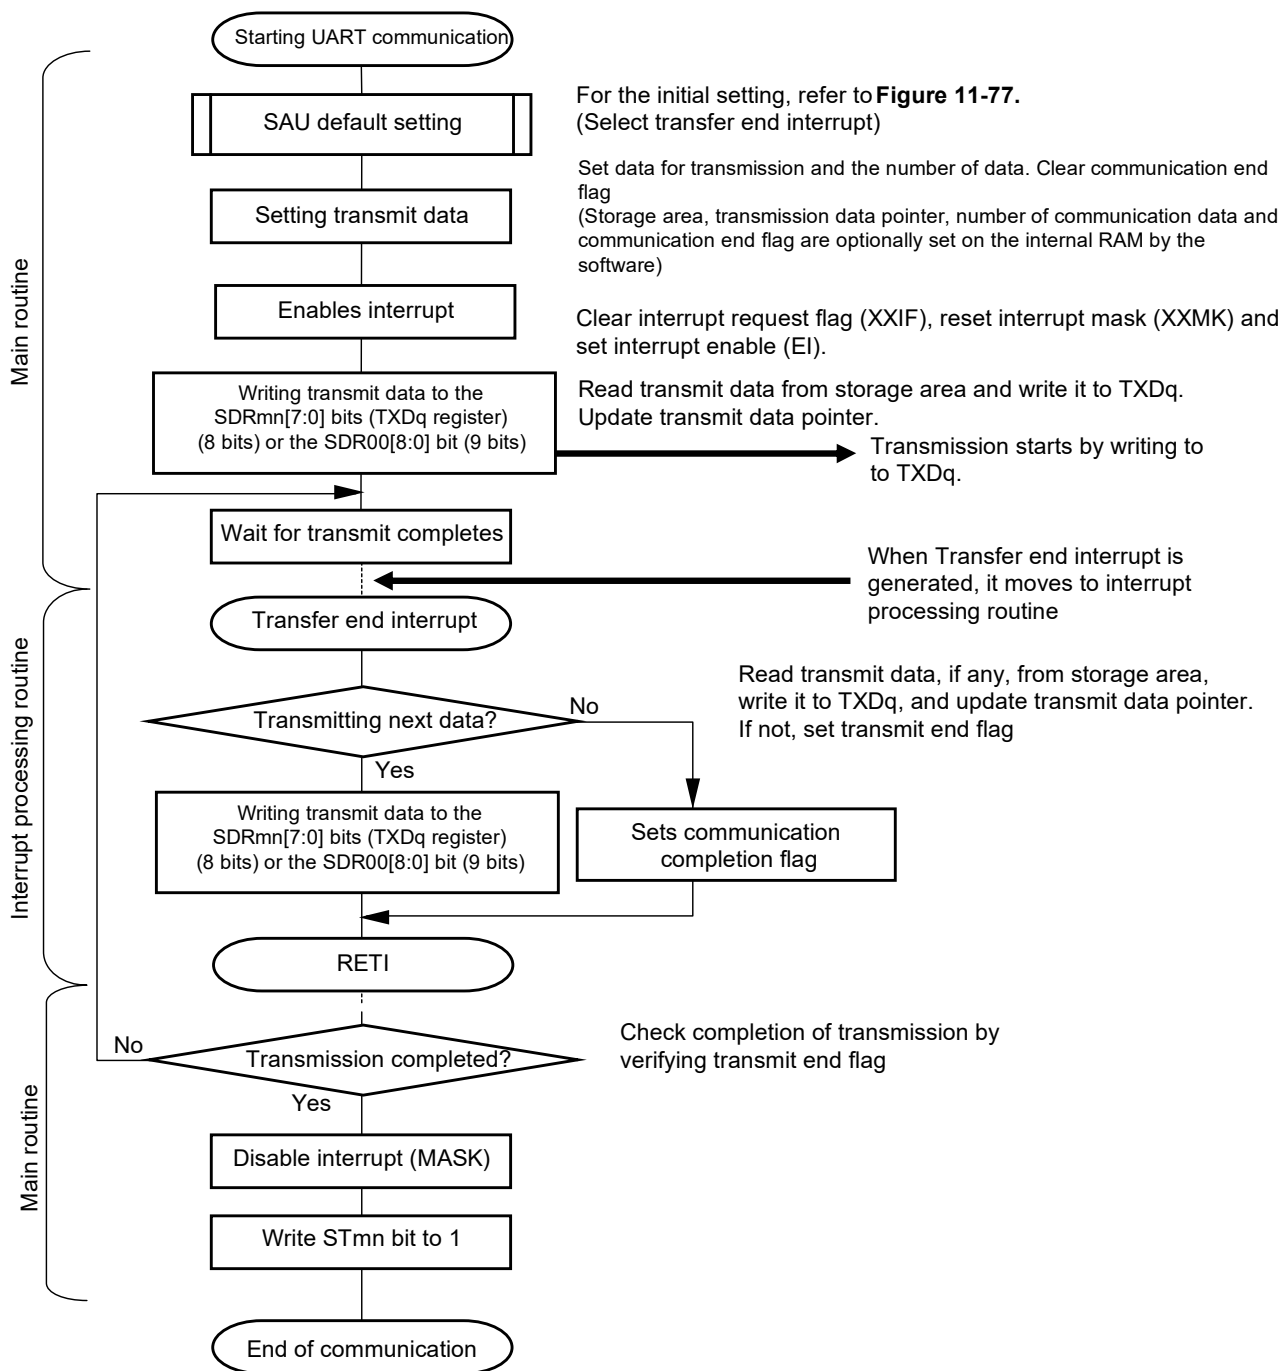 Starting UART communication
SAU default setting
For the initial setting, refer to Figure 11-77.
(Select transfer end interrupt)
Setting transmit data
Set data for transmission and the number of data. Clear communication end
flag
(Storage area, transmission data pointer, number of communication data and
communication end flag are optionally set on the internal RAM by the
software)
Main routine
Enables interrupt
Clear interrupt request flag (XXIF), reset interrupt mask (XXMK) and
set interrupt enable (EI).
Writing transmit data to the
SDRmn[7:0] bits (TXDq register)
(8 bits) or the SDR00[8:0] bit (9 bits)
Read transmit data from storage area and write it to TXDq.
Update transmit data pointer.
Transmission starts by writing to
to TXDq.
Wait for transmit completes
When Transfer end interrupt is
generated, it moves to interrupt
processing routine
Transfer end interrupt
Interrupt processing routine
Transmitting next data?
No
Yes
Read transmit data, if any, from storage area,
write it to TXDq, and update transmit data pointer.
If not, set transmit end flag
Writing transmit data to the
SDRmn[7:0] bits (TXDq register)
(8 bits) or the SDR00[8:0] bit (9 bits)
Sets communication
completion flag
RETI
Main routine
No
Transmission completed?
Yes
Check completion of transmission by
verifying transmit end flag
Disable interrupt (MASK)
Write STmn bit to 1
End of communication